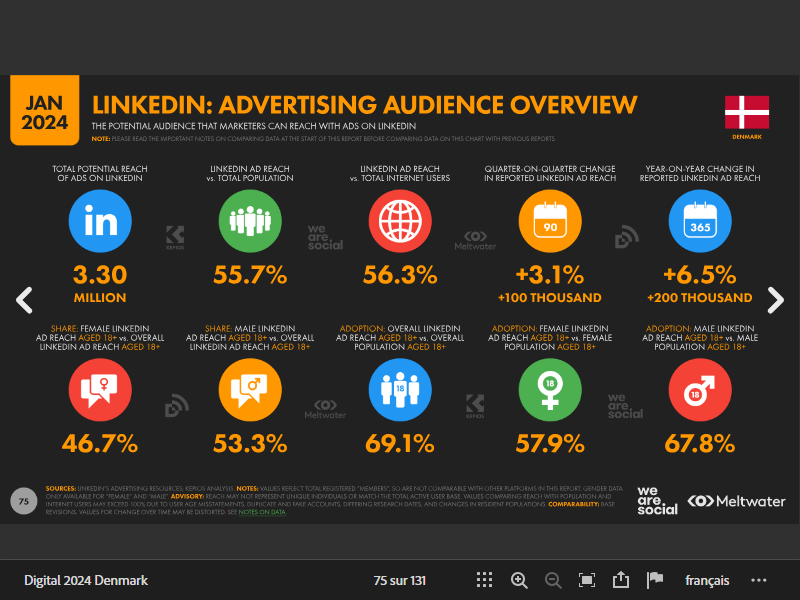 JAN
2024
LINKEDIN: ADVERTISING AUDIENCE OVERVIEW
THE POTENTIAL AUDIENCE THAT MARKETERS CAN REACH WITH ADS ON LINKEDIN
NOTE: PLEASE READ THE IMPORTANT NOTES ON COMPARING DATA AT THE START OF THIS REPORT BEFORE COMPARING DATA ON THIS CHART WITH PREVIOUS REPORTS
DENMARK
TOTAL POTENTIAL REACH
OF ADS ON LINKEDIN
in
3.30
MILLION
LINKEDIN AD REACH
vs. TOTAL POPULATION
55.7%
LINKEDIN AD REACH
vs. TOTAL INTERNET USERS
56.3%
QUARTER-ON-QUARTER CHANGE
IN REPORTED LINKEDIN AD REACH
90
+3.1%
+100 THOUSAND
YEAR-ON-YEAR CHANGE IN
REPORTED LINKEDIN AD REACH
365
+6.5%
+200 THOUSAND
KEPIOS
we
are
social
Meltwater
SHARE: FEMALE LINKEDIN
AD REACH AGED 18+ vs. OVERALL
LINKEDIN AD REACH AGED 18+
46.7%
SHARE: MALE LINKEDIN
AD REACH AGED 18+ vs. OVERALL
LINKEDIN AD REACH AGED 18+
53.3%
ADOPTION: OVERALL LINKEDIN
AD REACH AGED 18+ vs. OVERALL
POPULATION AGED 18+
18
69.1%
ADOPTION: FEMALE LINKEDIN
AD REACH AGED 18+ vs. FEMALE
POPULATION AGED 18+
18
57.9%
ADOPTION: MALE LINKEDIN
AD REACH AGED 18+ vs. MALE
POPULATION AGED 18+
18
67.8%
Meltwater
KEPIOS
we
are
social
75
SOURCES: LINKEDIN'S ADVERTISING RESOURCES; KEPIOS ANALYSIS. NOTES: VALUES REFLECT TOTAL REGISTERED "MEMBERS", SO ARE NOT COMPARABLE WITH OTHER PLATFORMS IN THIS REPORT. GENDER DATA
ONLY AVAILABLE FOR "FEMALE" AND "MALE". ADVISORY: REACH MAY NOT REPRESENT UNIQUE INDIVIDUALS OR MATCH THE TOTAL ACTIVE USER BASE. VALUES COMPARING REACH WITH POPULATION AND
INTERNET USERS MAY EXCEED 100% DUE TO USER AGE MISSTATEMENTS, DUPLICATE AND FAKE ACCOUNTS, DIFFERING RESEARCH DATES, AND CHANGES IN RESIDENT POPULATIONS. COMPARABILITY: BASE
REVISIONS. VALUES FOR CHANGE OVER TIME MAY BE DISTORTED. SEE NOTES ON DATA.
we
are
social
Meltwater
Digital 2024 Denmark
75 sur 131
français